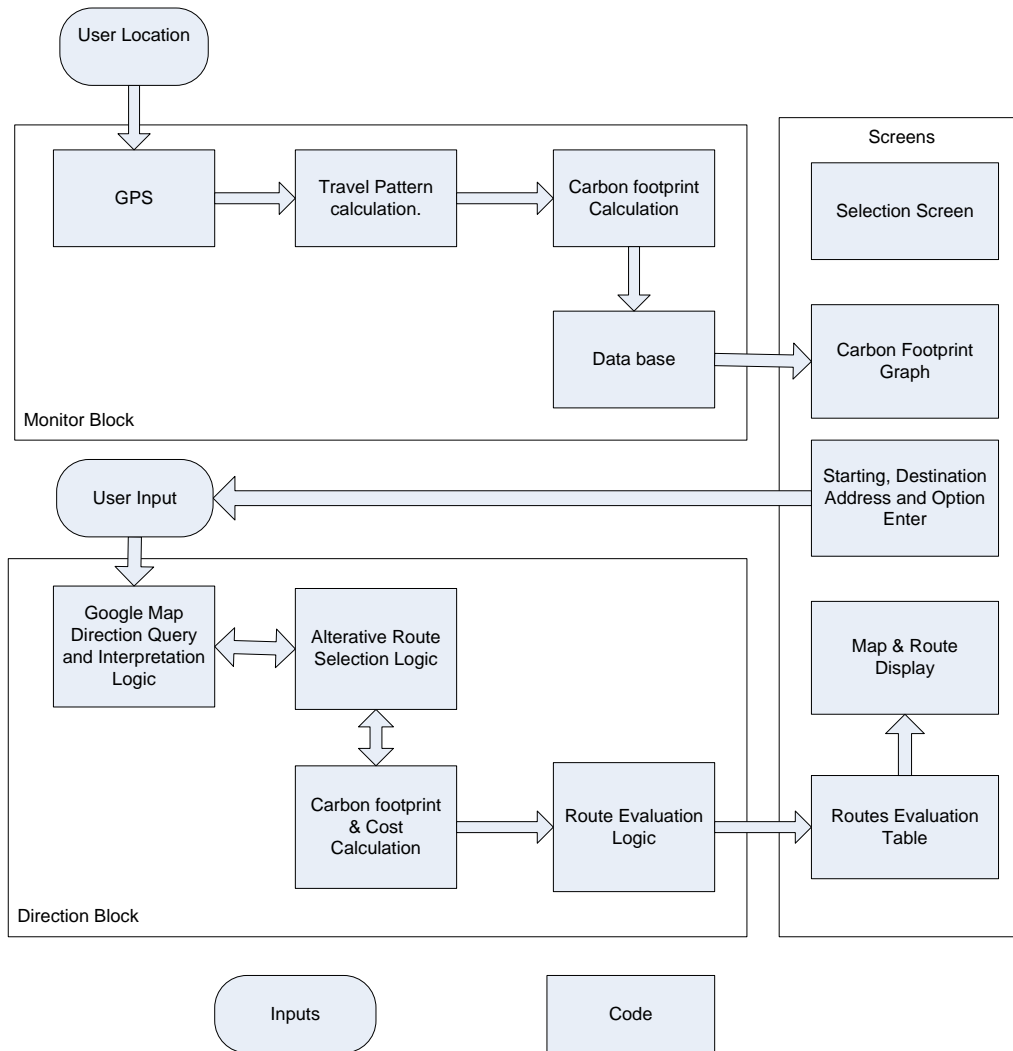 User Location
GPS
Travel Pattern
calculation.
Carbon footprint
Calculation
Data base
Monitor Block
Screens
Selection Screen
Carbon Footprint
Graph
Starting, Destination
Address and Option
Enter
User Input
Google Map
Direction Query
and Interpretation
Logic
Alterative Route
Selection Logic
Carbon footprint
& Cost
Calculation
Route Evaluation
Logic
Direction Block
Map & Route
Display
Routes Evaluation
Table
Inputs
Code